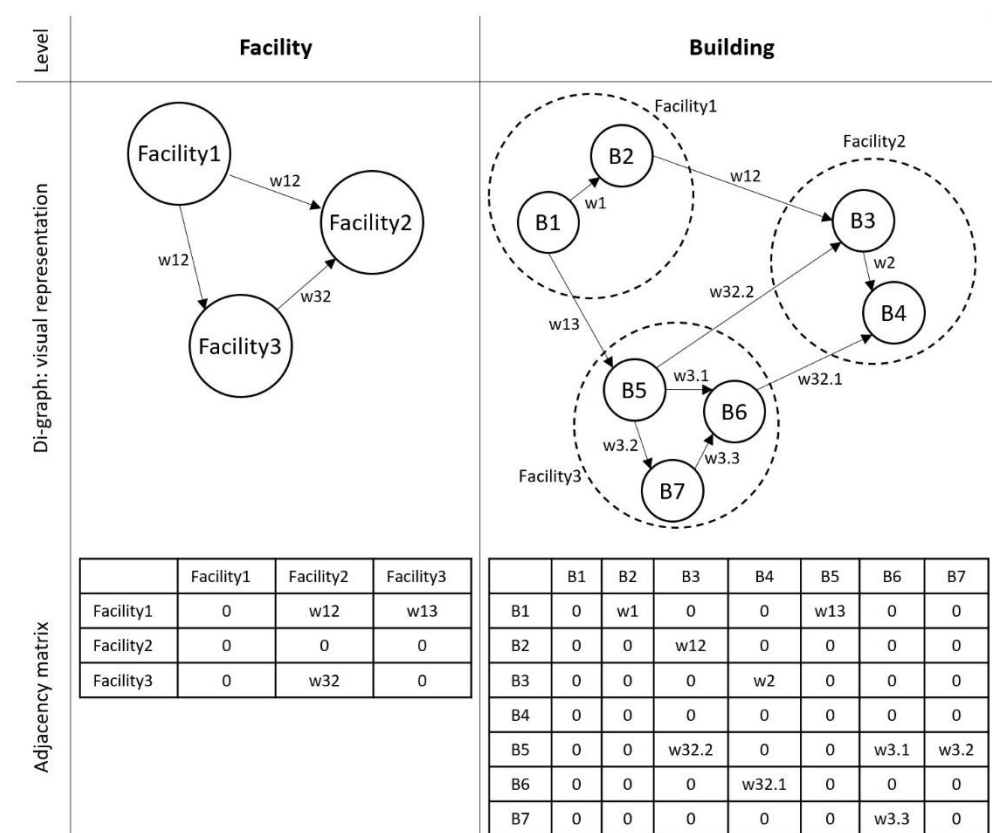 Level
Facility
Building
Di-graph: visual representation
Facility1
w12
Facility2
w12
w32
Facility3
Facility1
B2
w1
B1
w12
Facility2
B3
w2
B4
w13
w32.2
w32.1
B5
w3.1
B6
w3.2
w3.3
B7
Facility3
Adjacency matrix
Facility1 Facility2 Facility3
Facility1 0 w12 w13
Facility2 0 0 0
Facility3 0 w32 0
B1 B2 B3 B4 B5 B6 B7
B1 0 w1 0 0 w13 0 0
B2 0 0 w12 0 0 0 0
B3 0 0 0 w2 0 0 0
B4 0 0 0 0 0 0 0
B5 0 0 w32.2 0 0 w3.1 w3.2
B6 0 0 0 w32.1 0 0 0
B7 0 0 0 0 0 w3.3 0